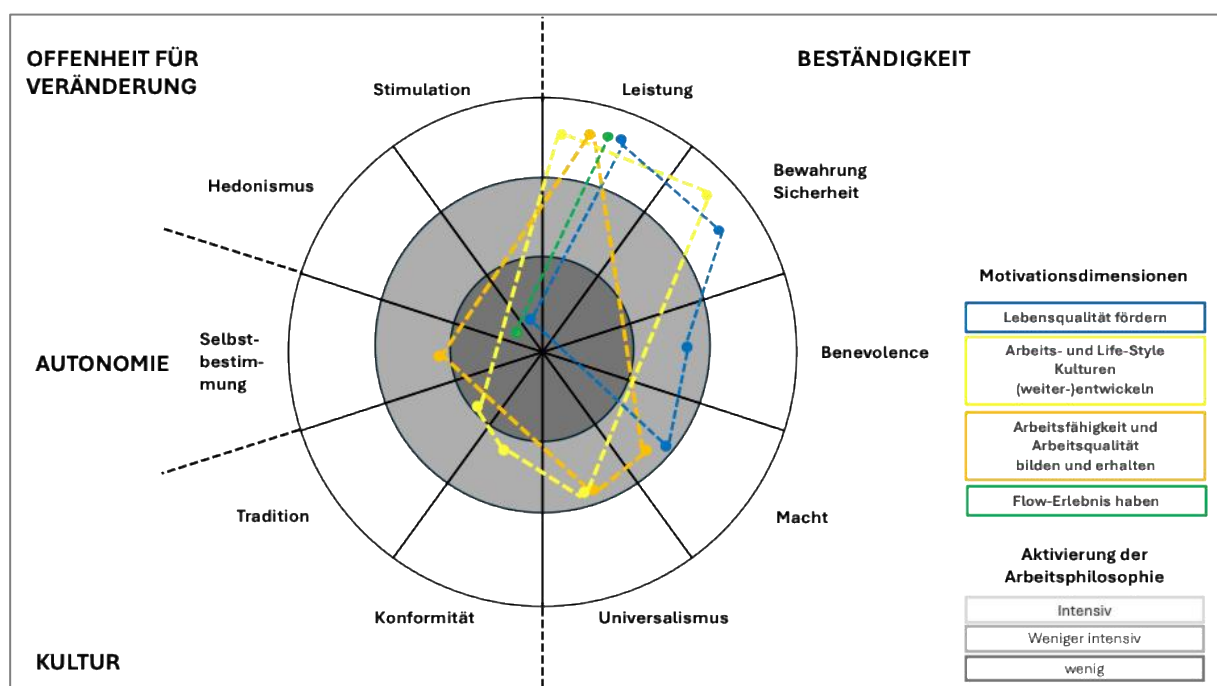 OFFENHEIT FÜR
VERÄNDERUNG
BESTÄNDIGKEIT
Stimulation
Leistung
Hedonismus
Bewahrung
Sicherheit
AUTONOMIE
Selbst-
bestim-
mung
Benevolence
Tradition
Macht
Konformität
Universalismus
KULTUR
Motivationsdimensionen
Lebensqualität fördern
Arbeits- und Life-Style
Kulturen
(weiter-)entwickeln
Arbeitsfähigkeit und
Arbeitsqualität
bilden und erhalten
Flow-Erlebnis haben
Aktivierung der
Arbeitsphilosophie
Intensiv
Weniger intensiv
wenig